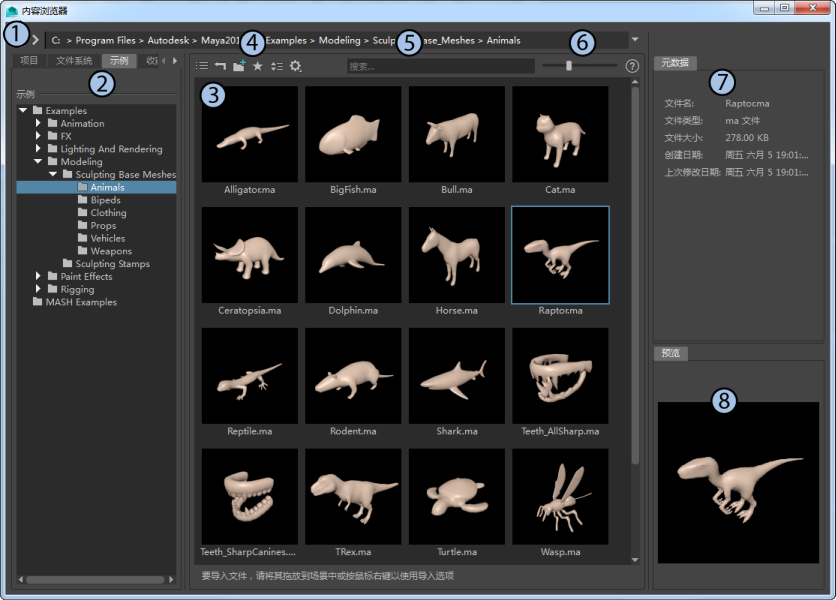 内容浏览器
1
C: > Program Files > Autodesk > Maya201 Examples > Modeling > Sculp ase_Meshes > Animals
4
5
6
项目 文件系统 示例
2
搜索...
?
示例
Examples
Animation
FX
Lighting And Rendering
Modeling
Sculpting Base Meshes
Animals
Bipeds
Clothing
Props
Vehicles
Weapons
Sculpting Stamps
Paint Effects
Rigging
MASH Examples
3
Alligator.ma BigFish.ma Bull.ma Cat.ma
Ceratopsia.ma Dolphin.ma Horse.ma Raptor.ma
Reptile.ma Rodent.ma Shark.ma Teeth_AllSharp.ma
Teeth_SharpCanines.... TRex.ma Turtle.ma Wasp.ma
要导入文件，请将其拖放到场景中或按鼠标右键以使用导入选项
元数据
7
文件名: Raptor.ma
文件类型: ma 文件
文件大小: 278.00 KB
创建日期: 周五 六月 5 19:01:...
上次修改日期: 周五 六月 5 19:01:...
预览
8